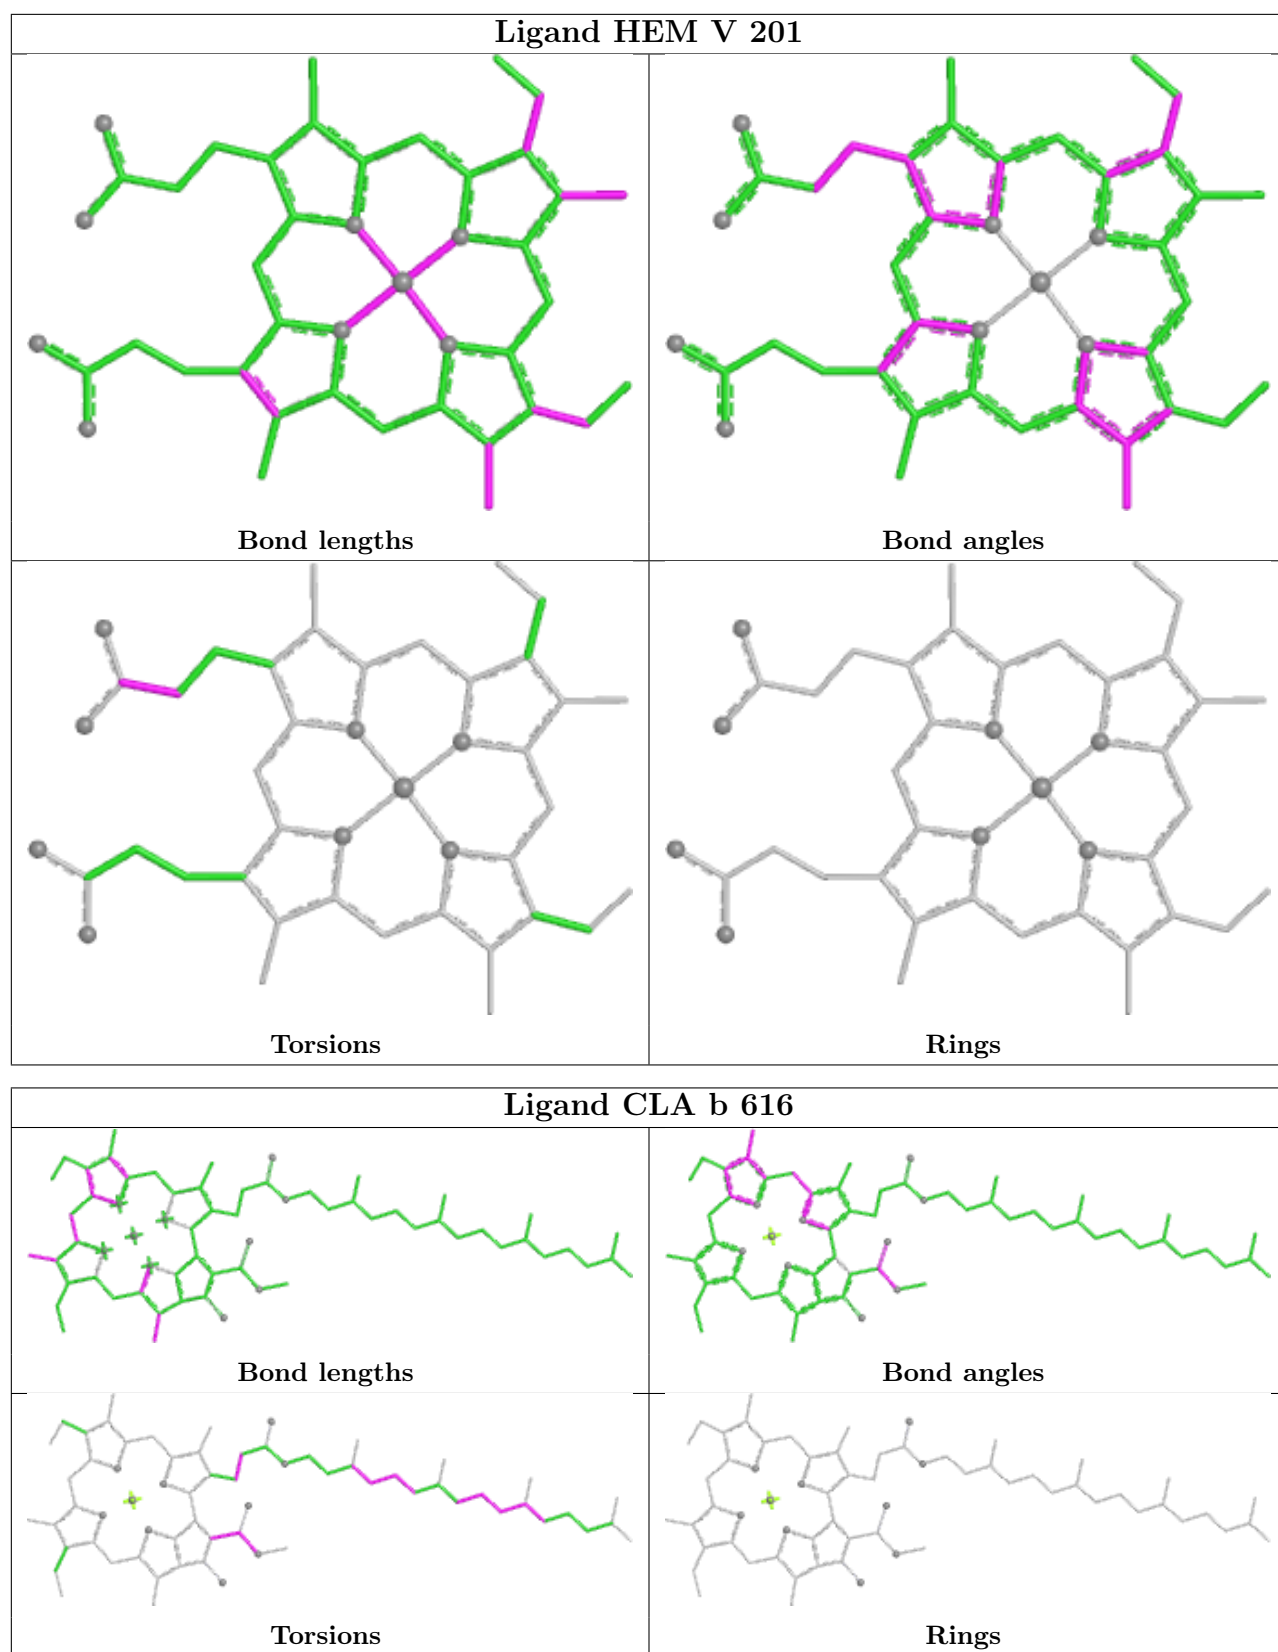 Ligand HEM V 201
Bond lengths
Bond angles
Torsions
Rings
Ligand CLA b 616
Bond lengths
Bond angles
Torsions
Rings